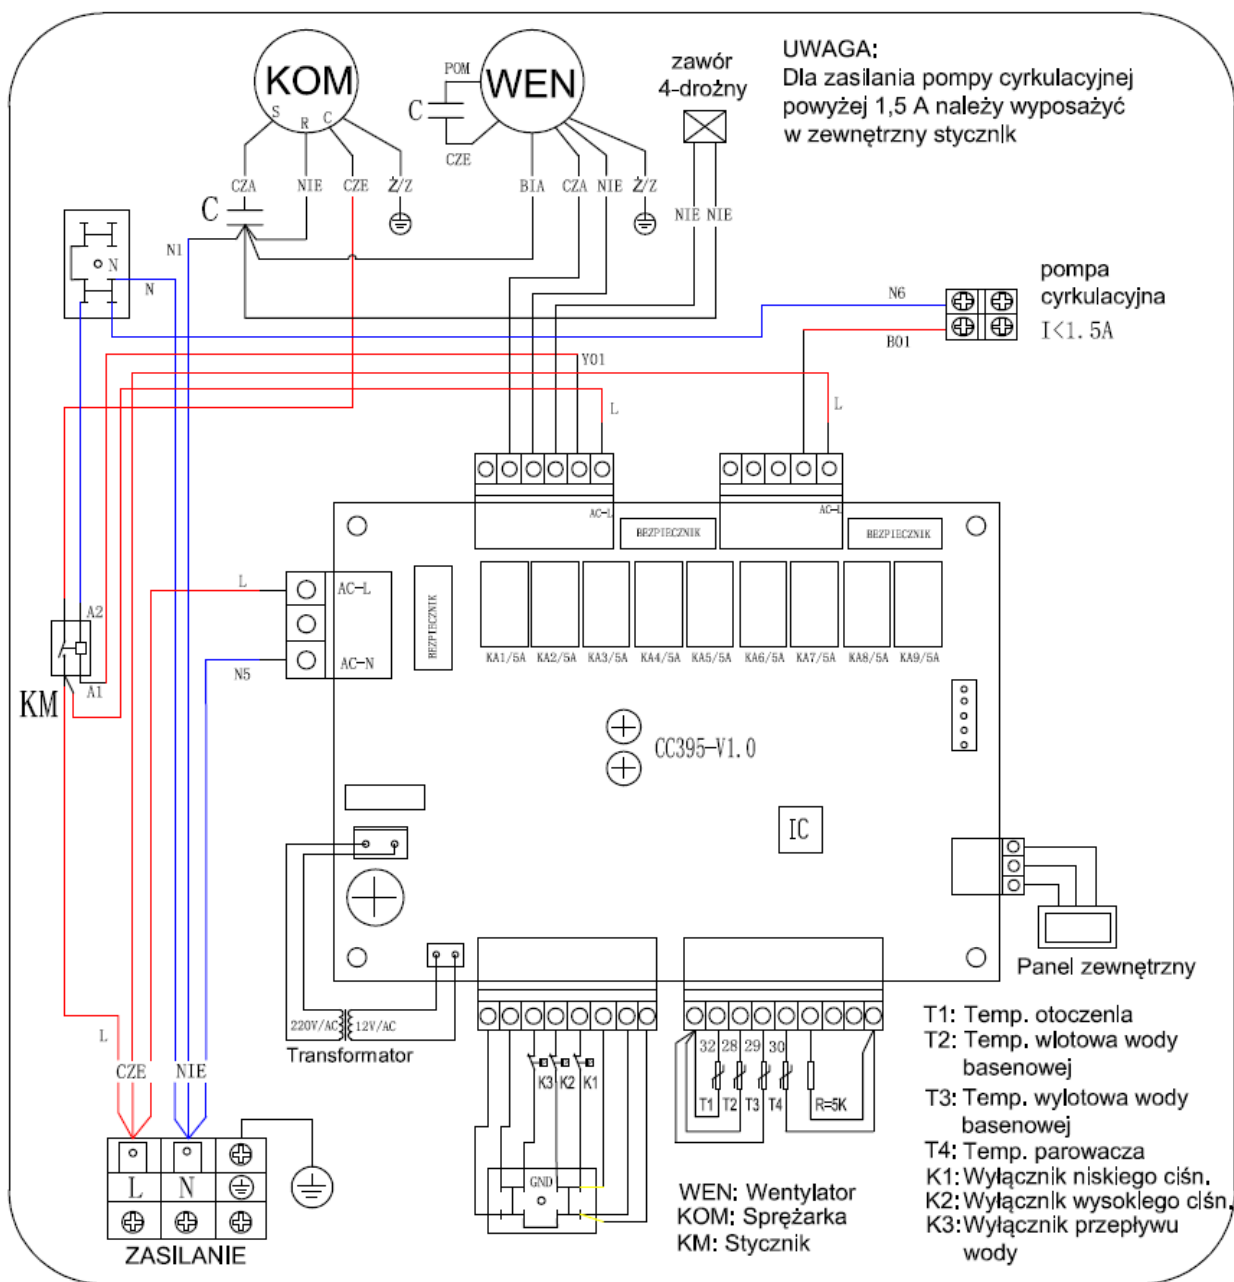 KOM
S
R
C
WEN
POM
C
CZE
zawór
4-drożny
UWAGA:
Dla zasilania pompy cyrkulacyjnej
powyżej 1,5 A należy wyposażyć
w zewnętrzny stycznik
CZA
NIE
CZE
Ż/Z
BIA
CZA
NIE
Ż/Z
NIE
NIE
C
N1
N
N
pompa
cyrkulacyjna
I<1.5A
N6
B01
Y01
L
L
AC-L
AC-L
BEZPIECZNIK
BEZPIECZNIK
BEZPIECZNIK
L
AC-L
AC-N
N5
A2
A1
KM
KA1/5A
KA2/5A
KA3/5A
KA4/5A
KA5/5A
KA6/5A
KA7/5A
KA8/5A
KA9/5A
CC395-V1.0
IC
Panel zewnętrzny
220V/AC
12V/AC
Transformator
L
CZE
NIE
L
N
ZASILANIE
K3
K2
K1
GND
32
28
29
30
T1
T2
T3
T4
R=5K
WEN: Wentylator
KOM: Sprężarka
KM: Stycznik
T1: Temp. otoczenia
T2: Temp. wlotowa wody
basenowej
T3: Temp. wylotowa wody
basenowej
T4: Temp. parowacza
K1: Wyłącznik niskiego ciśn.
K2: Wyłącznik wysokiego ciśn.
K3: Wyłącznik przepływu
wody